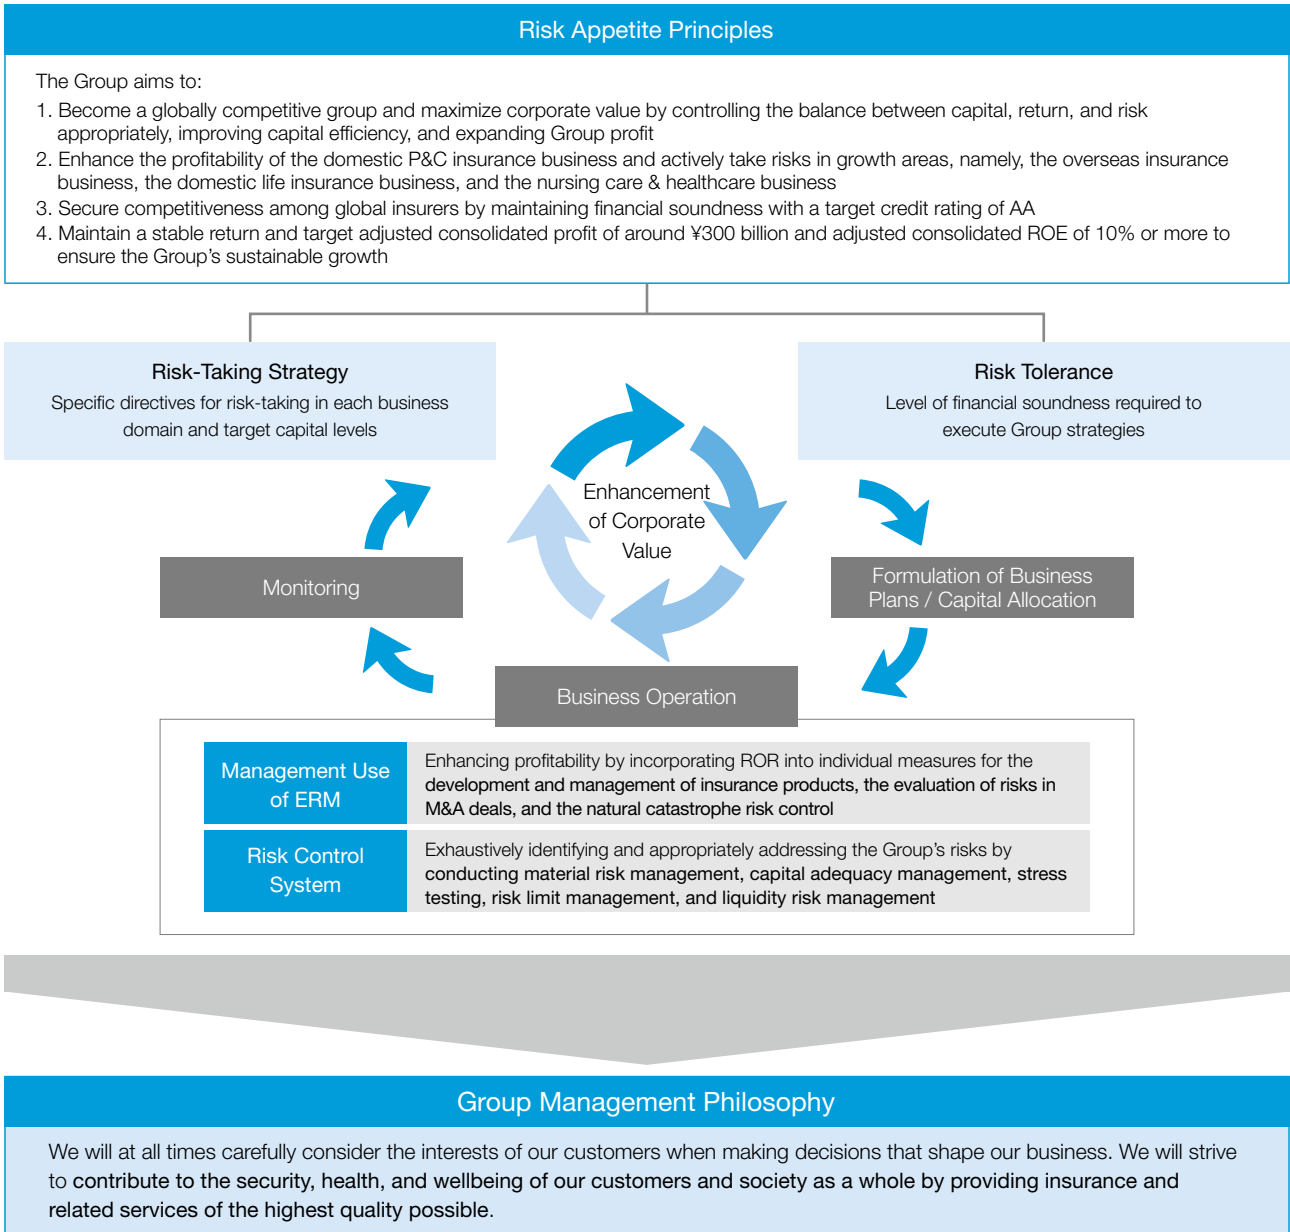 Risk Appetite Principles
The Group aims to:
1. Become a globally competitive group and maximize corporate value by controlling the balance between capital, return, and risk
appropriately, improving capital efficiency, and expanding Group profit
2. Enhance the profitability of the domestic P&C insurance business and actively take risks in growth areas, namely, the overseas insurance
business, the domestic life insurance business, and the nursing care & healthcare business
3. Secure competitiveness among global insurers by maintaining financial soundness with a target credit rating of AA
4. Maintain a stable return and target adjusted consolidated profit of around ¥300 billion and adjusted consolidated ROE of 10% or more to
ensure the Group's sustainable growth
Risk-Taking Strategy
Specific directives for risk-taking in each business
domain and target capital levels
Risk Tolerance
Level of financial soundness required to
execute Group strategies
Enhancement
of Corporate
Value
Monitoring
Formulation of Business
Plans / Capital Allocation
Business Operation
Management Use
of ERM
Enhancing profitability by incorporating ROR into individual measures for the
development and management of insurance products, the evaluation of risks in
M&A deals, and the natural catastrophe risk control
Risk Control
System
Exhaustively identifying and appropriately addressing the Group's risks by
conducting material risk management, capital adequacy management, stress
testing, risk limit management, and liquidity risk management
Group Management Philosophy
We will at all times carefully consider the interests of our customers when making decisions that shape our business. We will strive
to contribute to the security, health, and wellbeing of our customers and society as a whole by providing insurance and
related services of the highest quality possible.